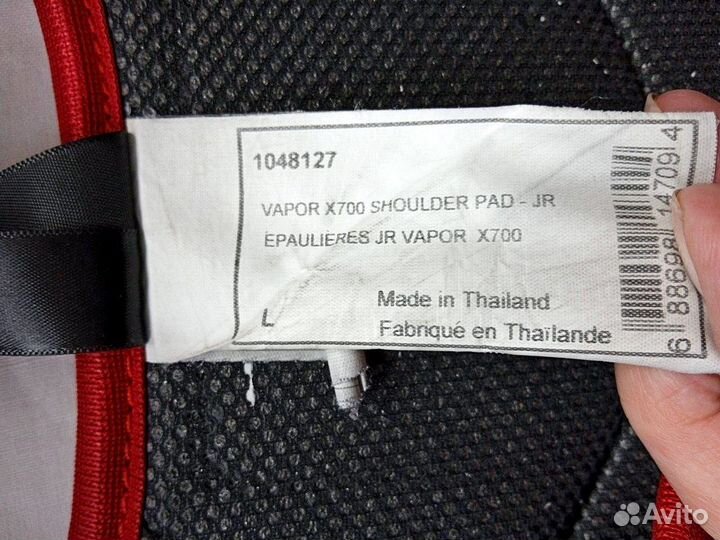 1048127
VAPOR X700 SHOULDER PAD - JR
EPAULIERES JR VAPOR X700
L
Made in Thailand
Fabriqué en Thaïlande
6 88698 14709 4
Avito